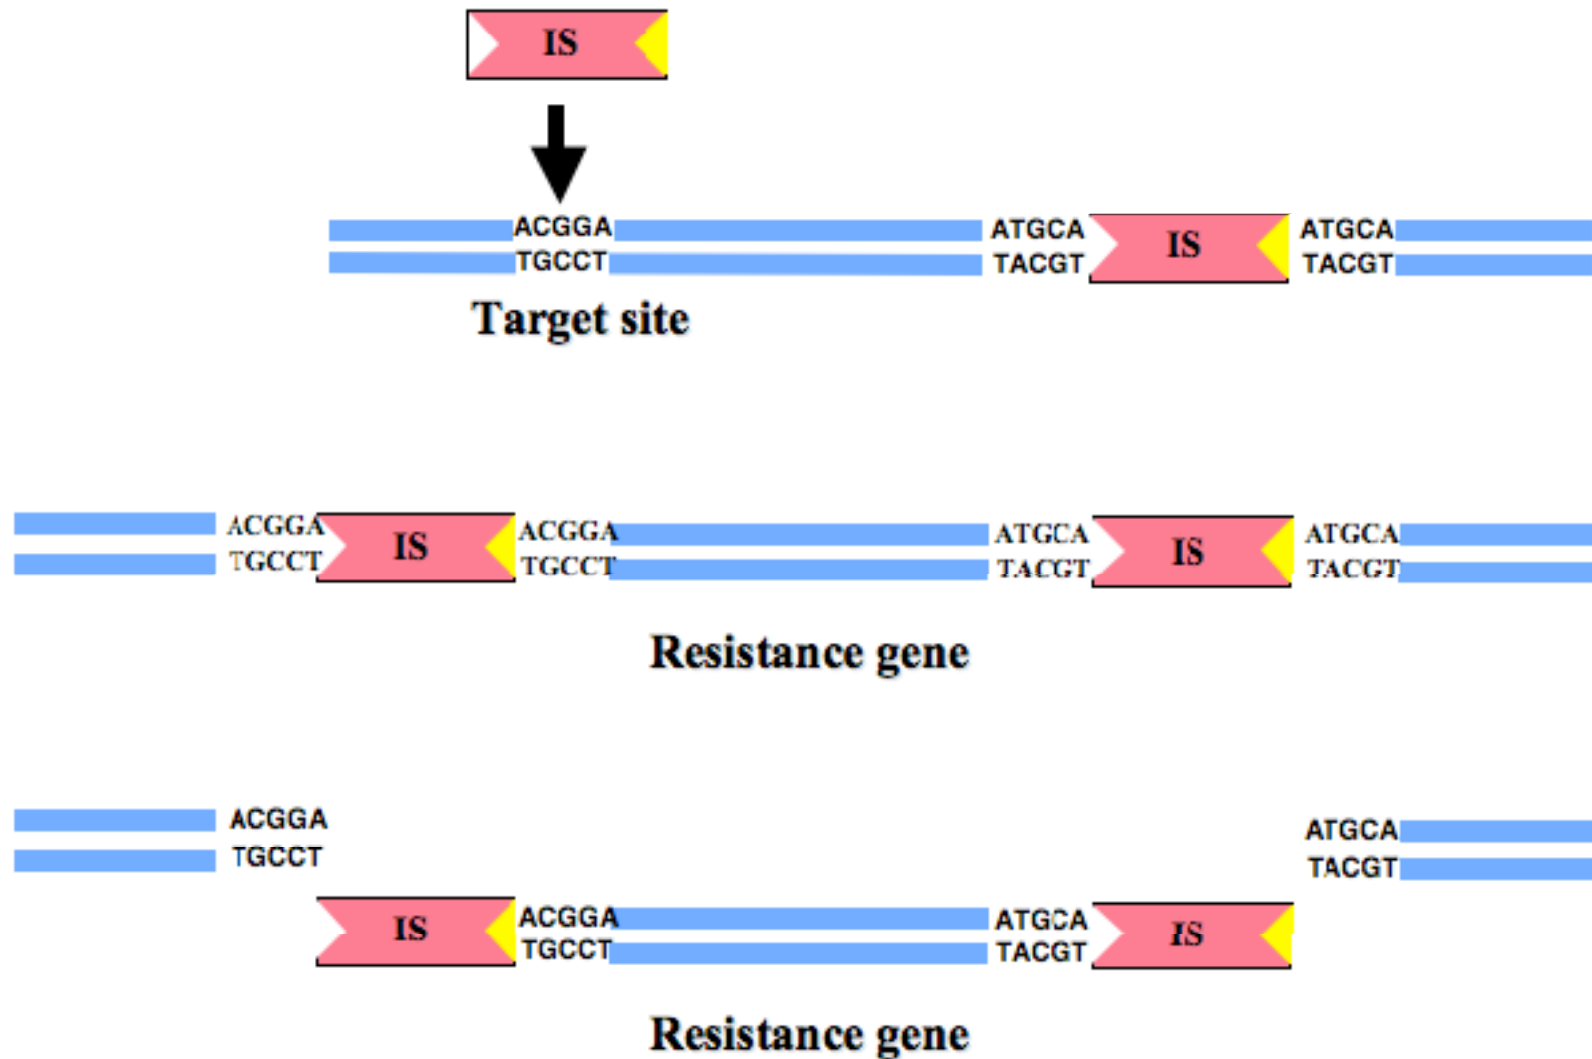 IS
ACGGA ATGCA IS ATGCA
TGCCT TACGT TACGT
Target site
ACGGA IS ACGGA ATGCA IS ATGCA
TGCCT TGCCT TACGT TACGT
Resistance gene
ACGGA ATGCA
TGCCT TACGT
IS ACGGA ATGCA IS
TGCCT TACGT
Resistance gene